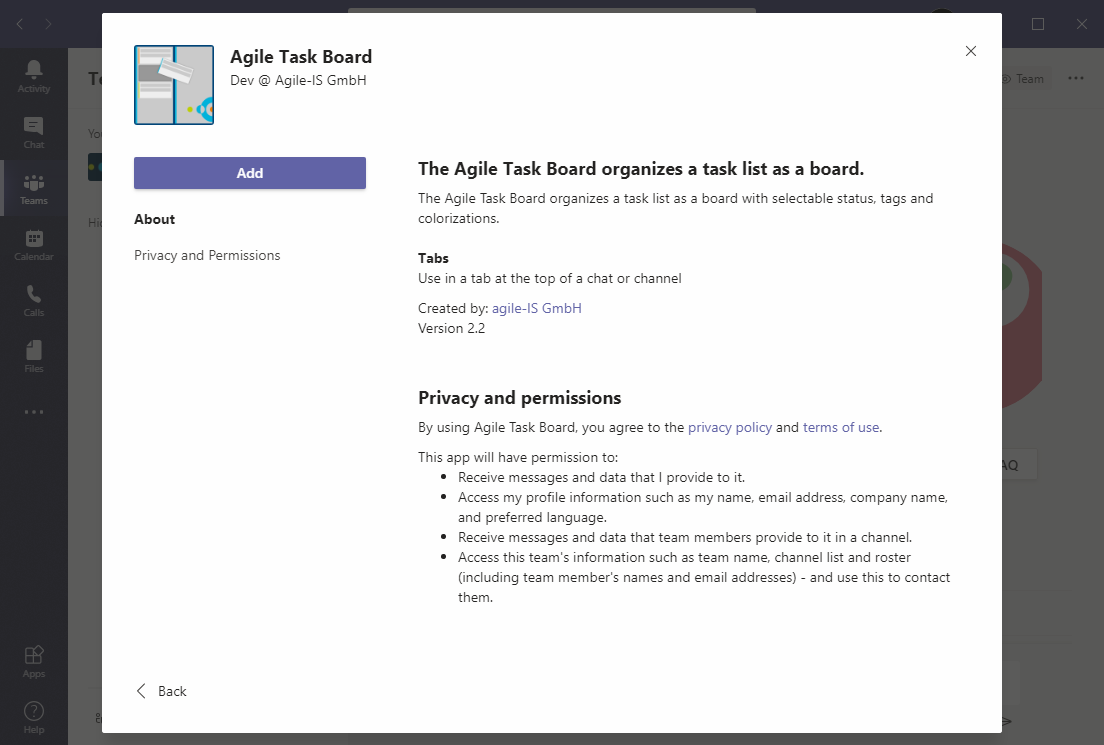 Agile Task Board
Dev @ Agile-IS GmbH
Add
About
Privacy and Permissions
The Agile Task Board organizes a task list as a board.
The Agile Task Board organizes a task list as a board with selectable status, tags and
colorizations.
Tabs
Use in a tab at the top of a chat or channel
Created by: agile-IS GmbH
Version 2.2
Privacy and permissions
By using Agile Task Board, you agree to the privacy policy and terms of use.
This app will have permission to:
• Receive messages and data that I provide to it.
• Access my profile information such as my name, email address, company name,
and preferred language.
• Receive messages and data that team members provide to it in a channel.
• Access this team's information such as team name, channel list and roster
(including team member's names and email addresses) - and use this to contact
them.
Back
Activity
Chat
Teams
Calendar
Calls
Files
Apps
Help
Team